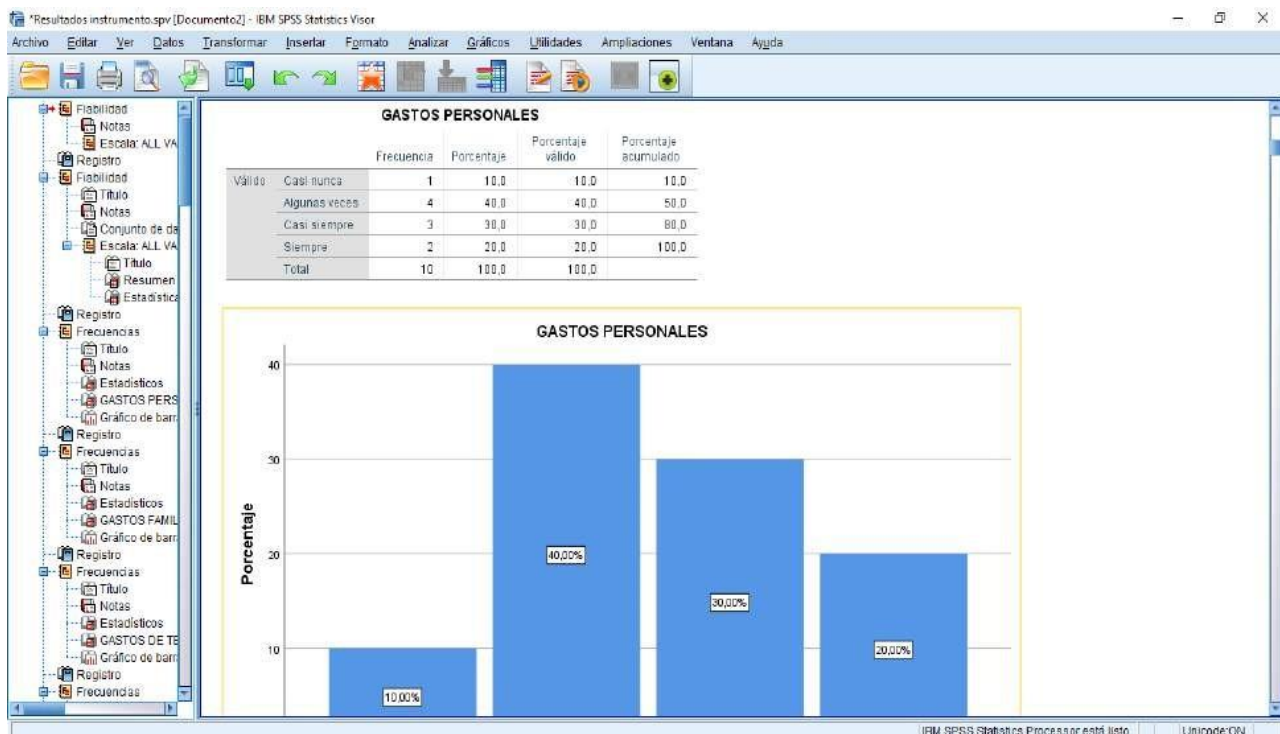 *Resultados instrumento.spv [Documento2] - IBM SPSS Statistics Visor
Archivo Editar Ver Datos Transformar Insertar Formato Analizar Gráficos Utilidades Ampliaciones Ventana Ayuda
Fiabilidad
Notas
Escala: ALL VA
Registro
Fiabilidad
Título
Notas
Conjunto de da
Escala: ALL VA
Título
Resumen
Estadística
Registro
Frecuencias
Título
Notas
Estadísticos
GASTOS PERS
Gráfico de barr
Registro
Frecuencias
Título
Notas
Estadísticos
GASTOS FAMIL
Gráfico de barr
Registro
Frecuencias
Título
Notas
Estadísticos
GASTOS DE TE
Gráfico de barr
Registro
Frecuencias
GASTOS PERSONALES
Frecuencia Porcentaje Porcentaje válido Porcentaje acumulado
Válido Casi nunca 1 10,0 10,0 10,0
Algunas veces 4 40,0 40,0 50,0
Casi siempre 3 30,0 30,0 80,0
Siempre 2 20,0 20,0 100,0
Total 10 100,0 100,0
GASTOS PERSONALES
Porcentaje
40
30
20
10
10,00%
40,00%
30,00%
20,00%
IBM SPSS Statistics Processor está listo Unicode:ON